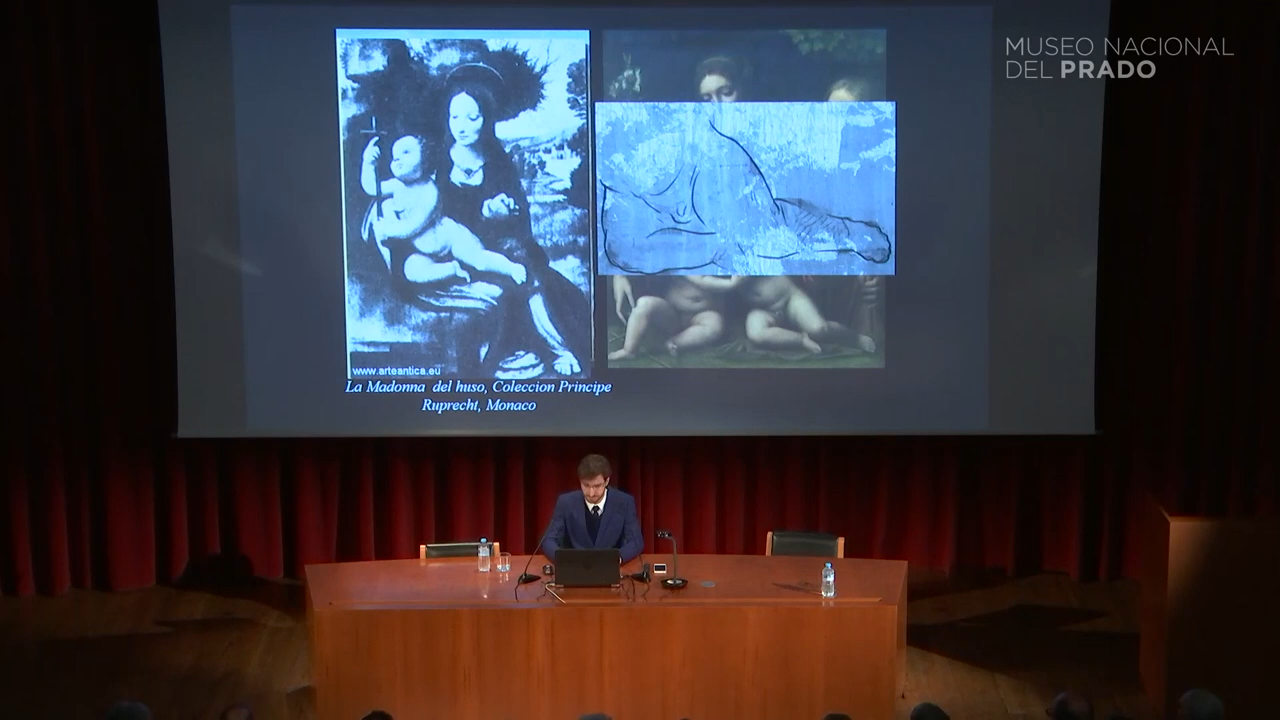 MUSEO NACIONAL
DEL PRADO
www.arteantica.eu
La Madonna del huso, Coleccion Principe
Ruprecht, Monaco